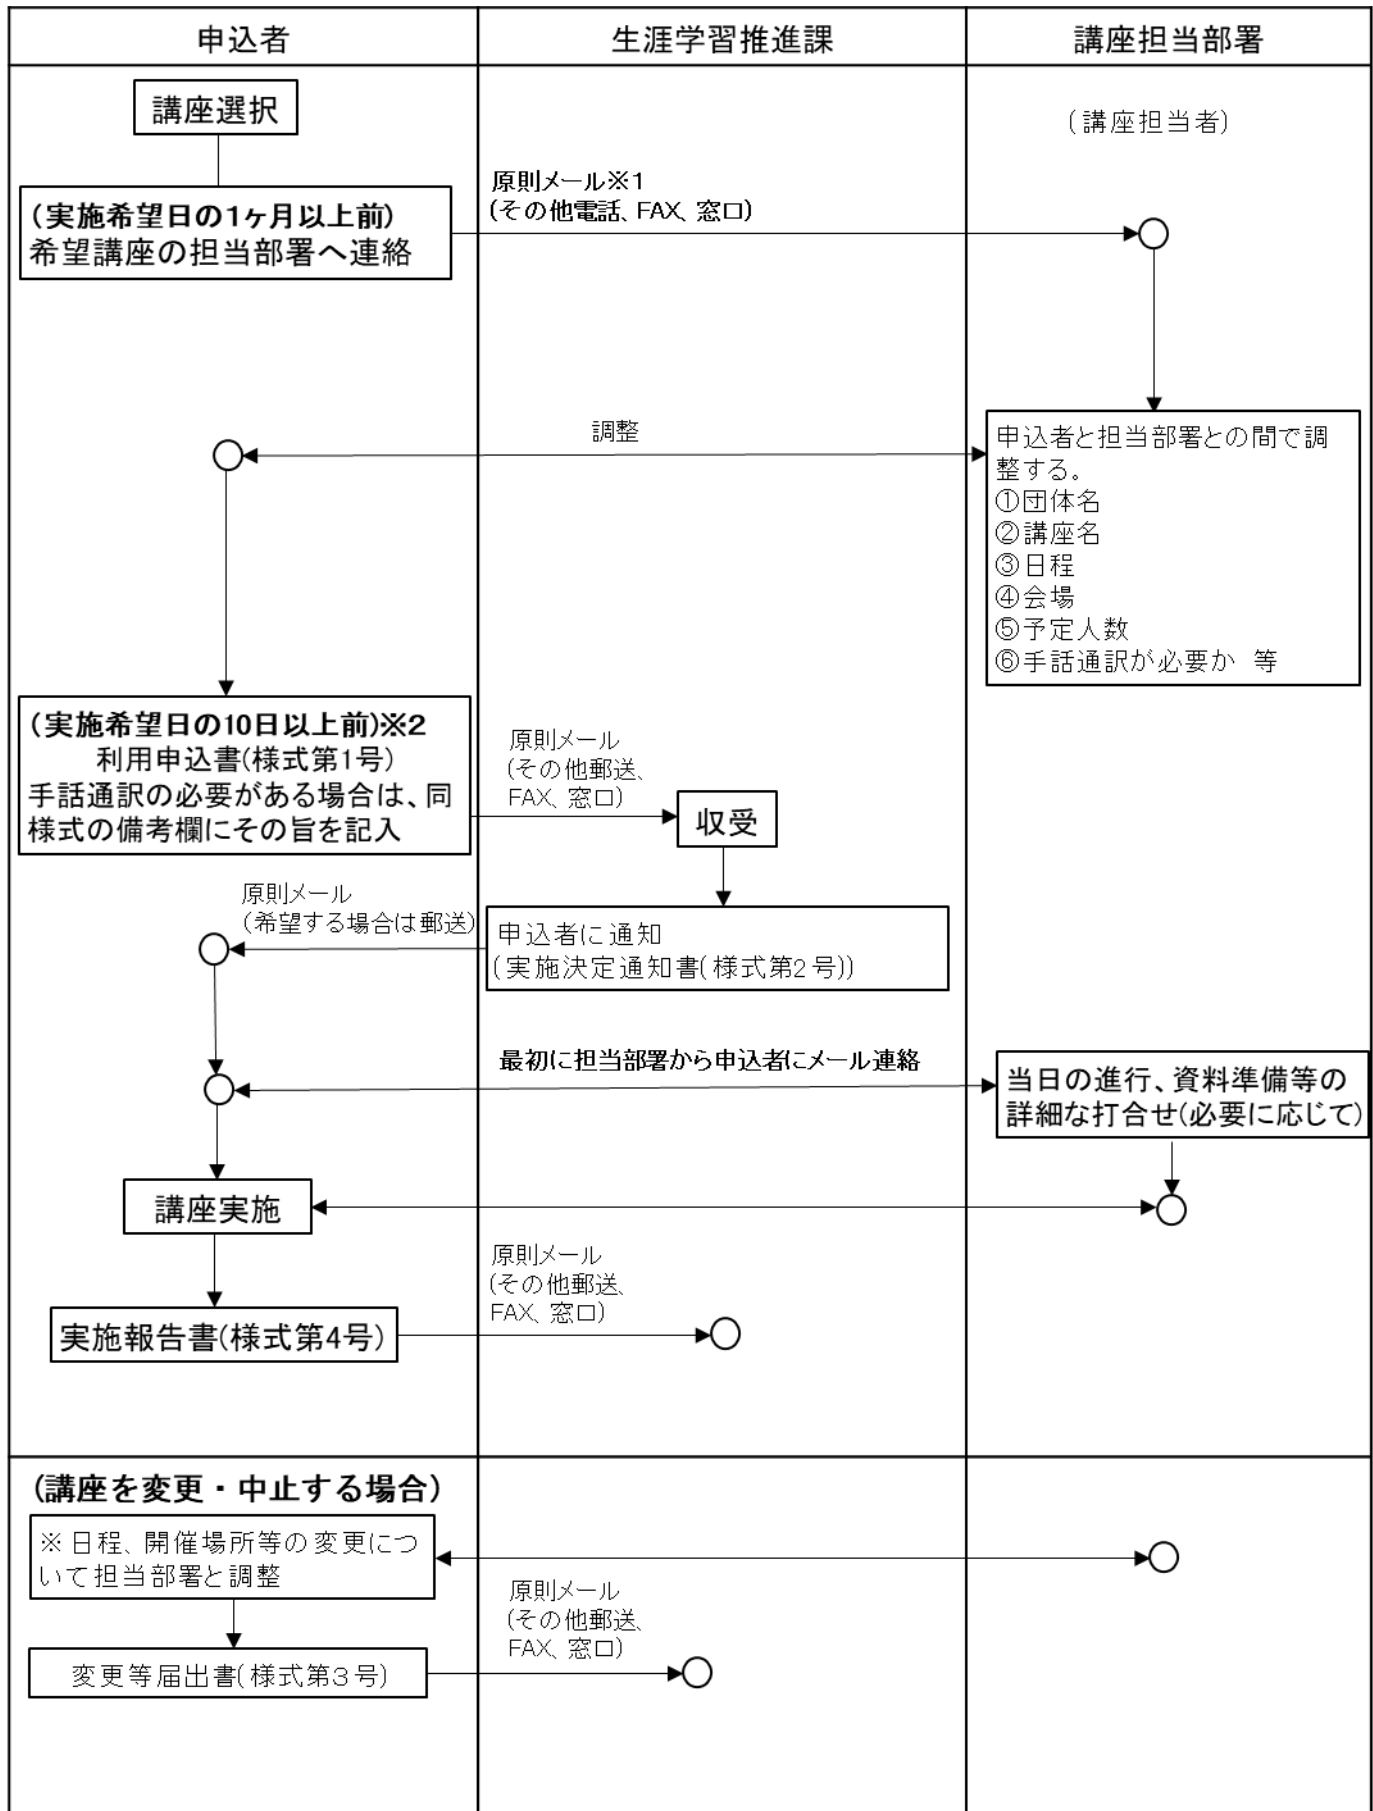 申込者
生涯学習推進課
講座担当部署
講座選択
(講座担当者)
(実施希望日の1ヶ月以上前)
希望講座の担当部署へ連絡
原則メール※1
(その他電話、FAX、窓口)
調整
申込者と担当部署との間で調
整する。
①団体名
②講座名
③日程
④会場
⑤予定人数
⑥手話通訳が必要か 等
(実施希望日の10日以上前)※2
利用申込書(様式第1号)
手話通訳の必要がある場合は、同
様式の備考欄にその旨を記入
原則メール
(その他郵送、
FAX、窓口)
収受
原則メール
(希望する場合は郵送)
申込者に通知
(実施決定通知書(様式第2号))
最初に担当部署から申込者にメール連絡
当日の進行、資料準備等の
詳細な打合せ(必要に応じて)
講座実施
原則メール
(その他郵送、
FAX、窓口)
実施報告書(様式第4号)
(講座を変更・中止する場合)
※日程、開催場所等の変更につ
いて担当部署と調整
原則メール
(その他郵送、
FAX、窓口)
変更等届出書(様式第3号)